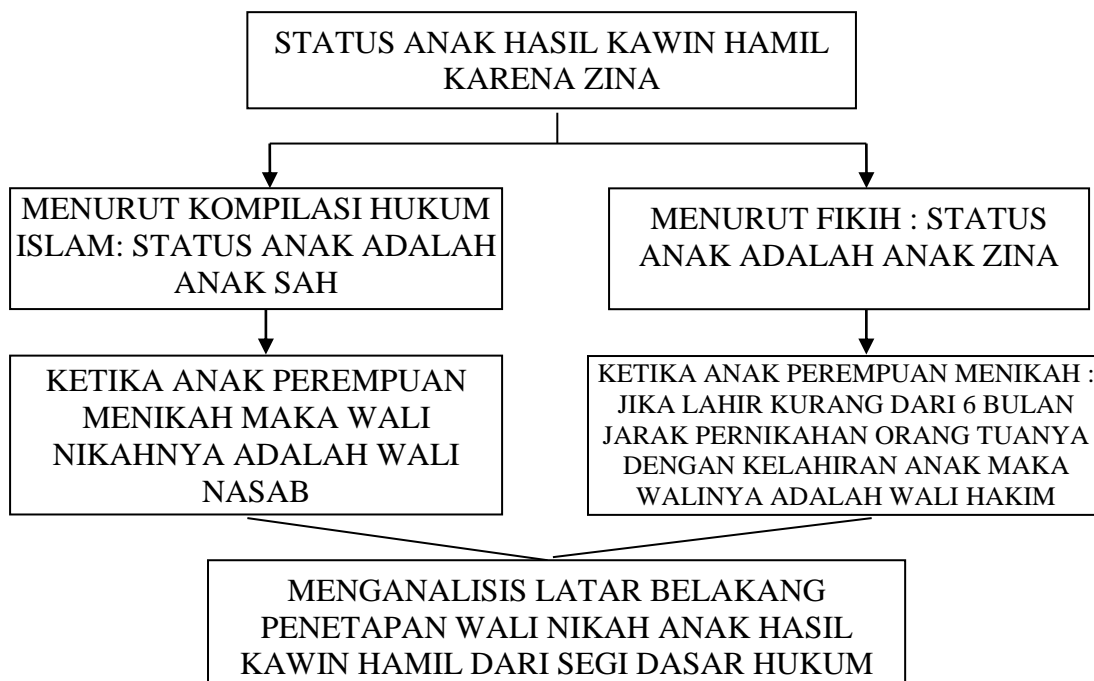 STATUS ANAK HASIL KAWIN HAMIL
KARENA ZINA
MENURUT KOMPILASI HUKUM
ISLAM: STATUS ANAK ADALAH
ANAK SAH
MENURUT FIKIH : STATUS
ANAK ADALAH ANAK ZINA
KETIKA ANAK PEREMPUAN
MENIKAH MAKA WALI
NIKAHNYA ADALAH WALI
NASAB
KETIKA ANAK PEREMPUAN MENIKAH :
JIKA LAHIR KURANG DARI 6 BULAN
JARAK PERNIKAHAN ORANG TUANYA
DENGAN KELAHIRAN ANAK MAKA
WALINYA ADALAH WALI HAKIM
MENGANALISIS LATAR BELAKANG
PENETAPAN WALI NIKAH ANAK HASIL
KAWIN HAMIL DARI SEGI DASAR HUKUM